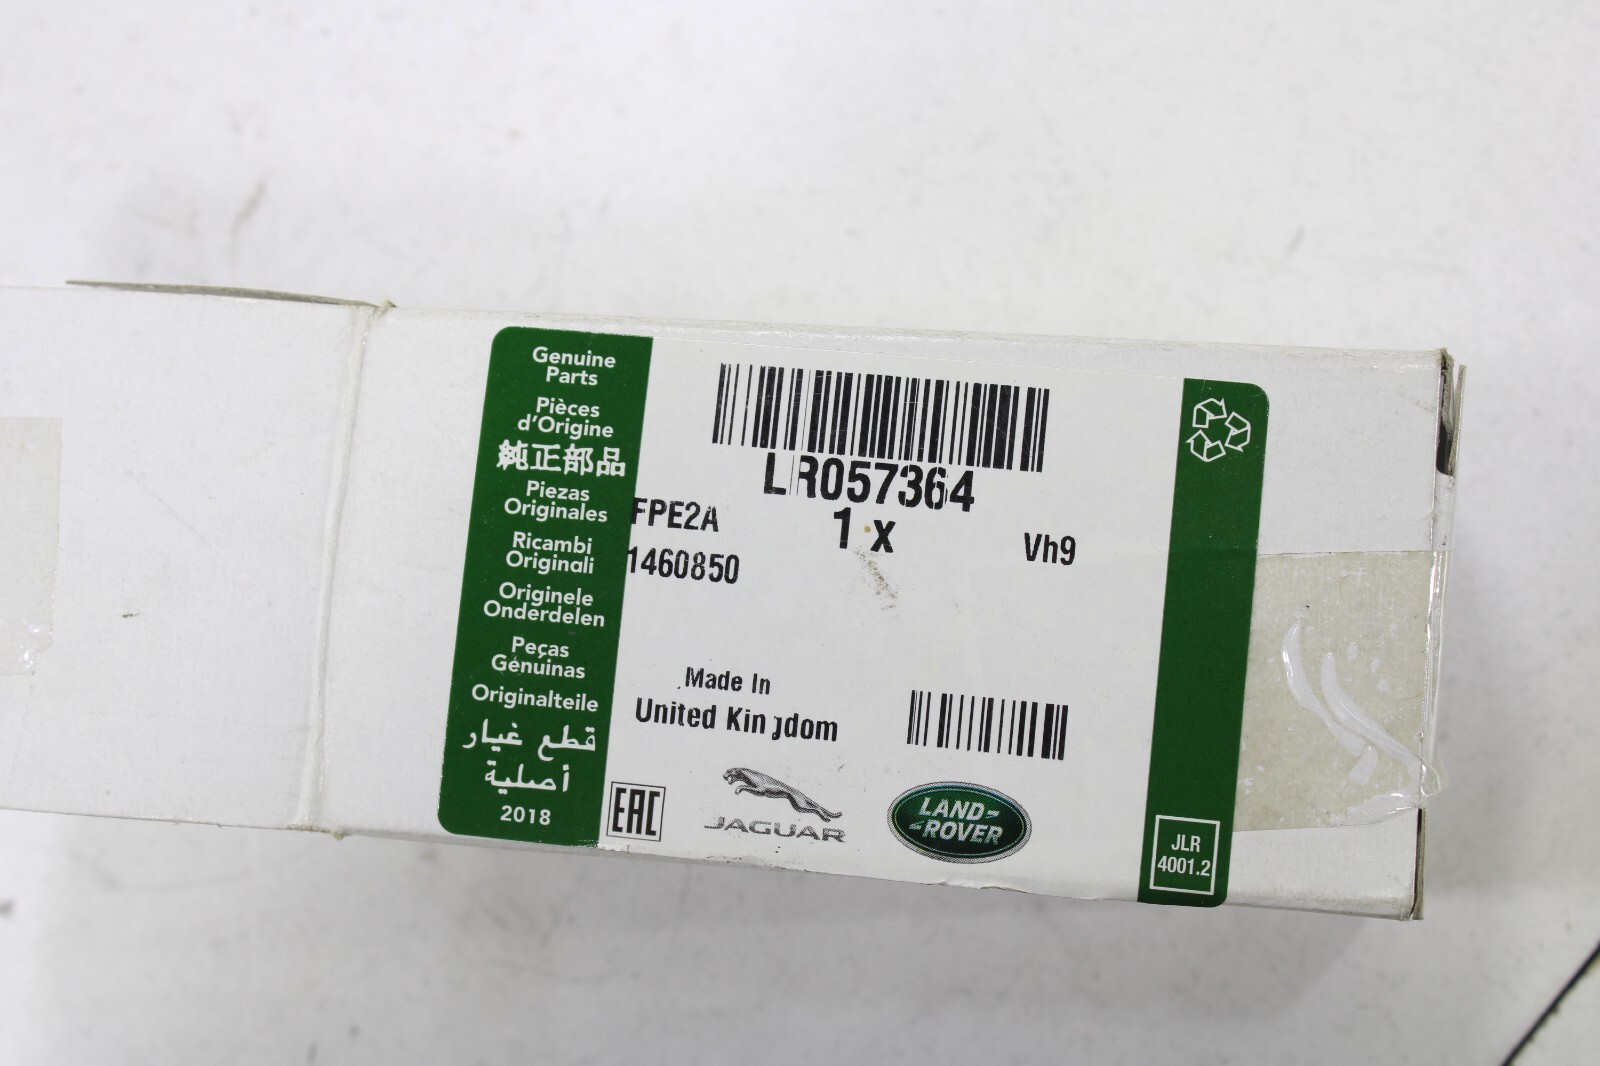 Genuine
Parts
Pièces
d'Origine
純正部品
Piezas
Originales
Ricambi
Originali
Originele
Onderdelen
Peças
Genuinas
Originalteile
قطع غيار
أصلية
2018
LR057364
FPE2A
1 x
Vh9
1460850
Made In
United Kingdom
EAC
JAGUAR
LAND-
-ROVER
JLR
4001.2